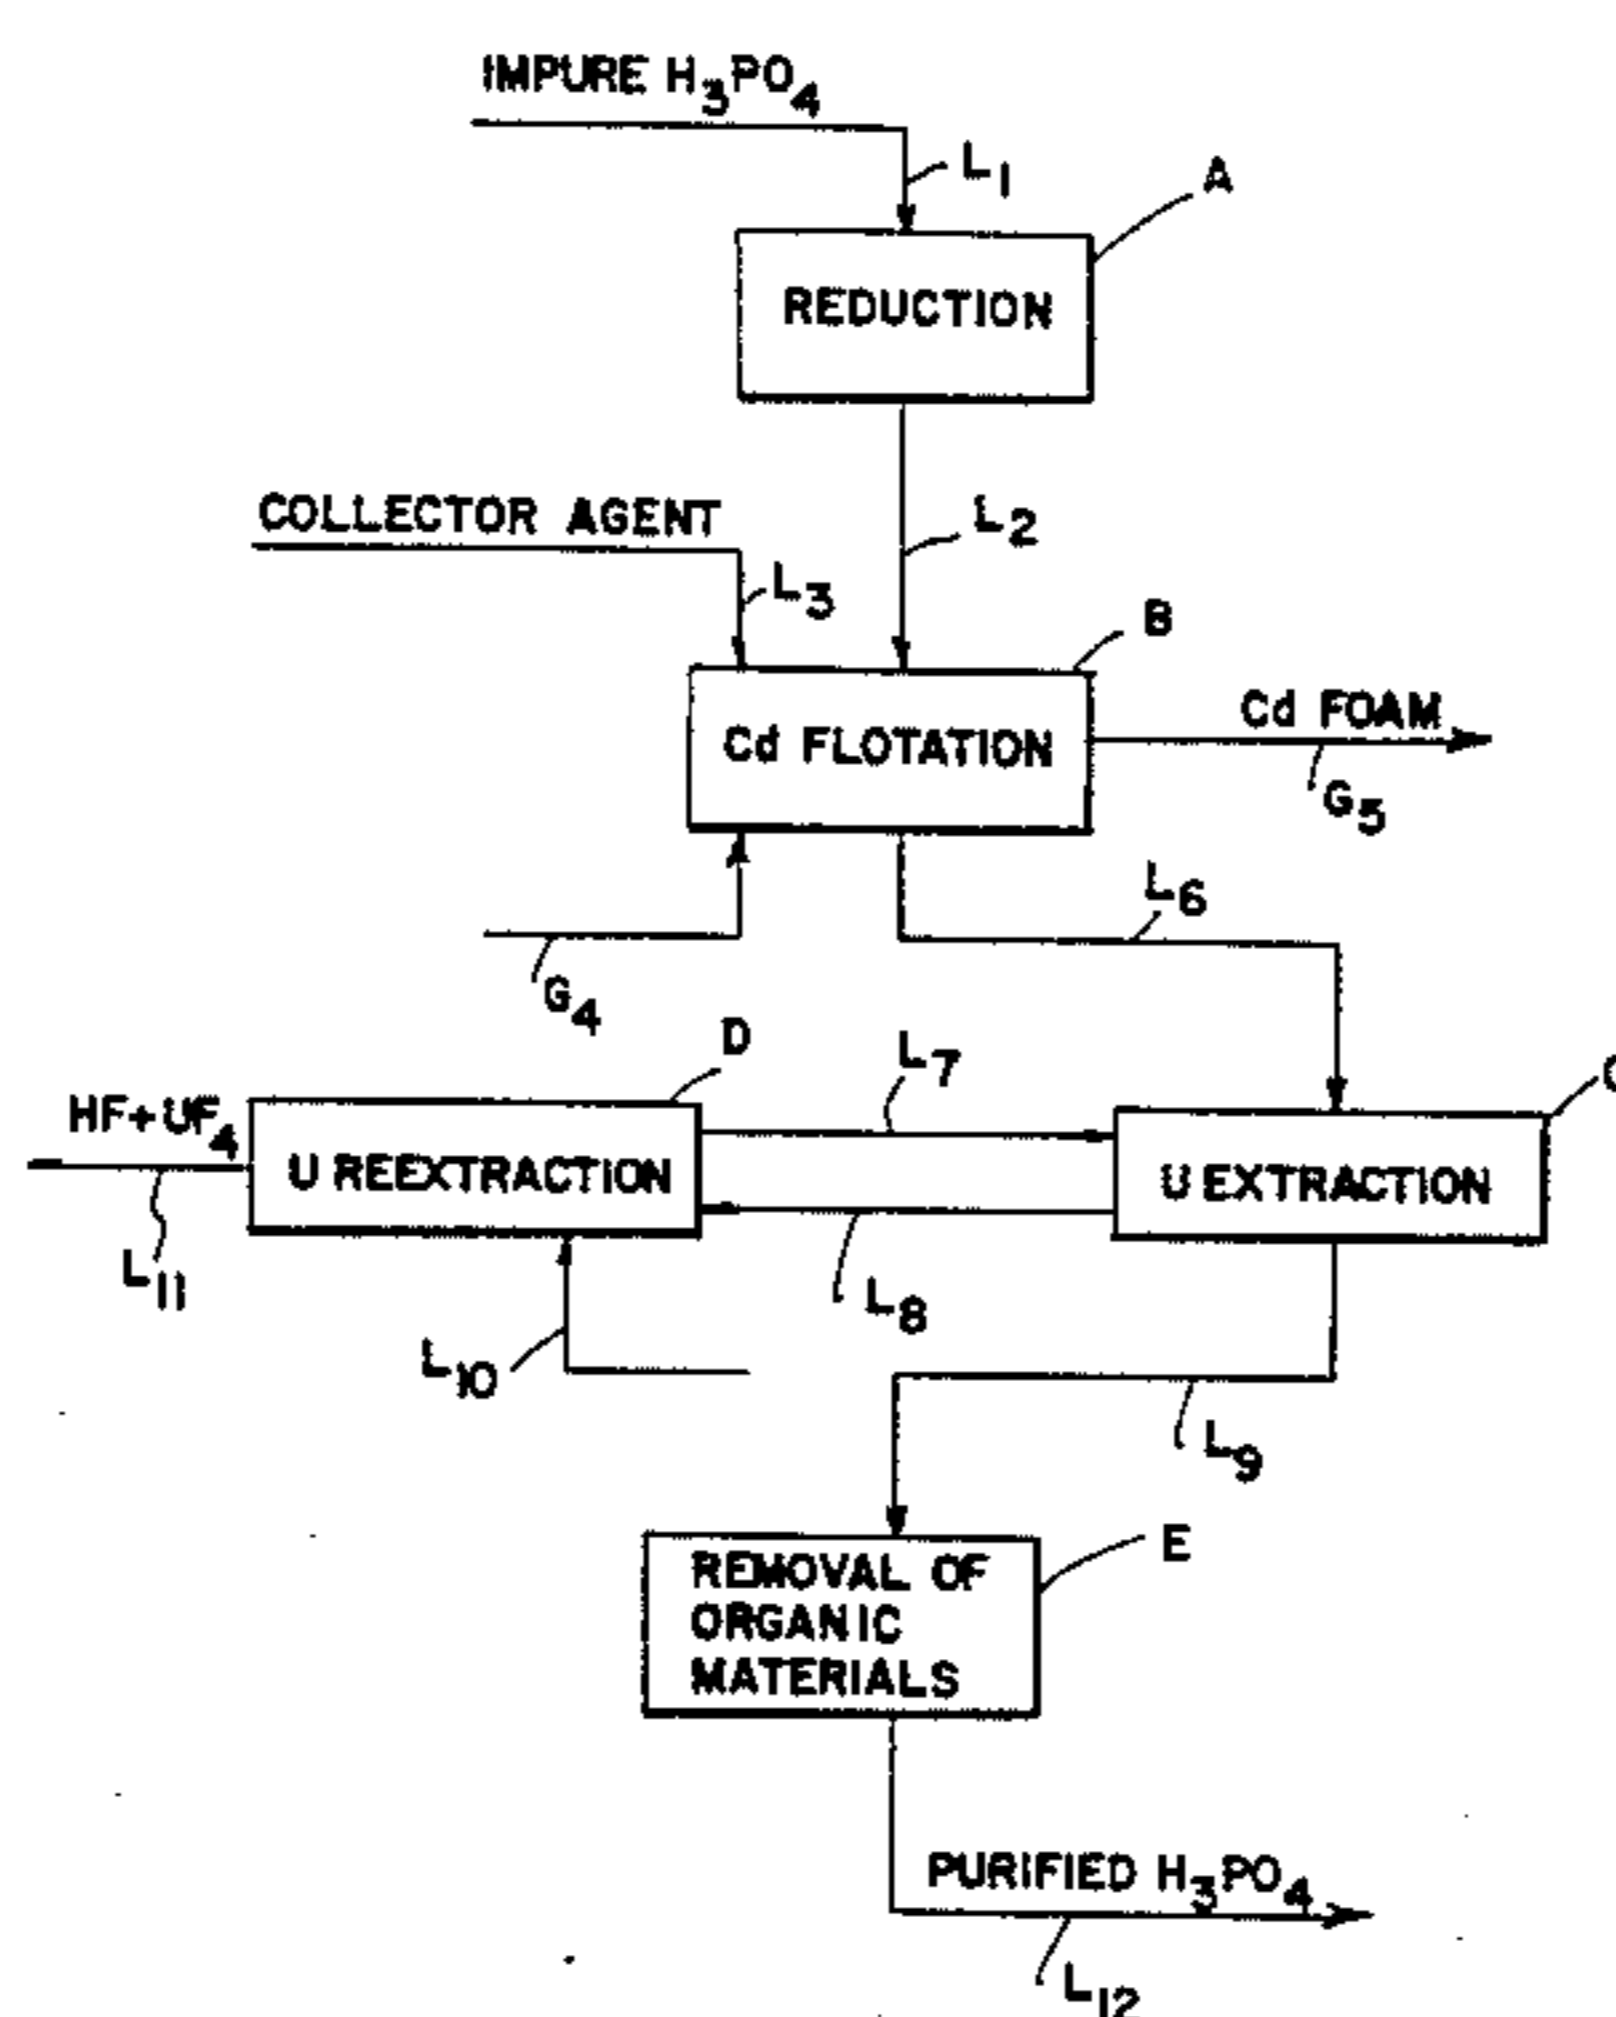 IMPURE H3PO4
L1
A
REDUCTION
COLLECTOR AGENT
L2
L3
B
Cd FLOTATION
Cd FOAM
G5
L6
G4
D
L7
HF+UF4
U REEXTRACTION
U EXTRACTION
L11
L8
L10
L9
REMOVAL OF
ORGANIC
MATERIALS
E
PURIFIED H3PO4
L12